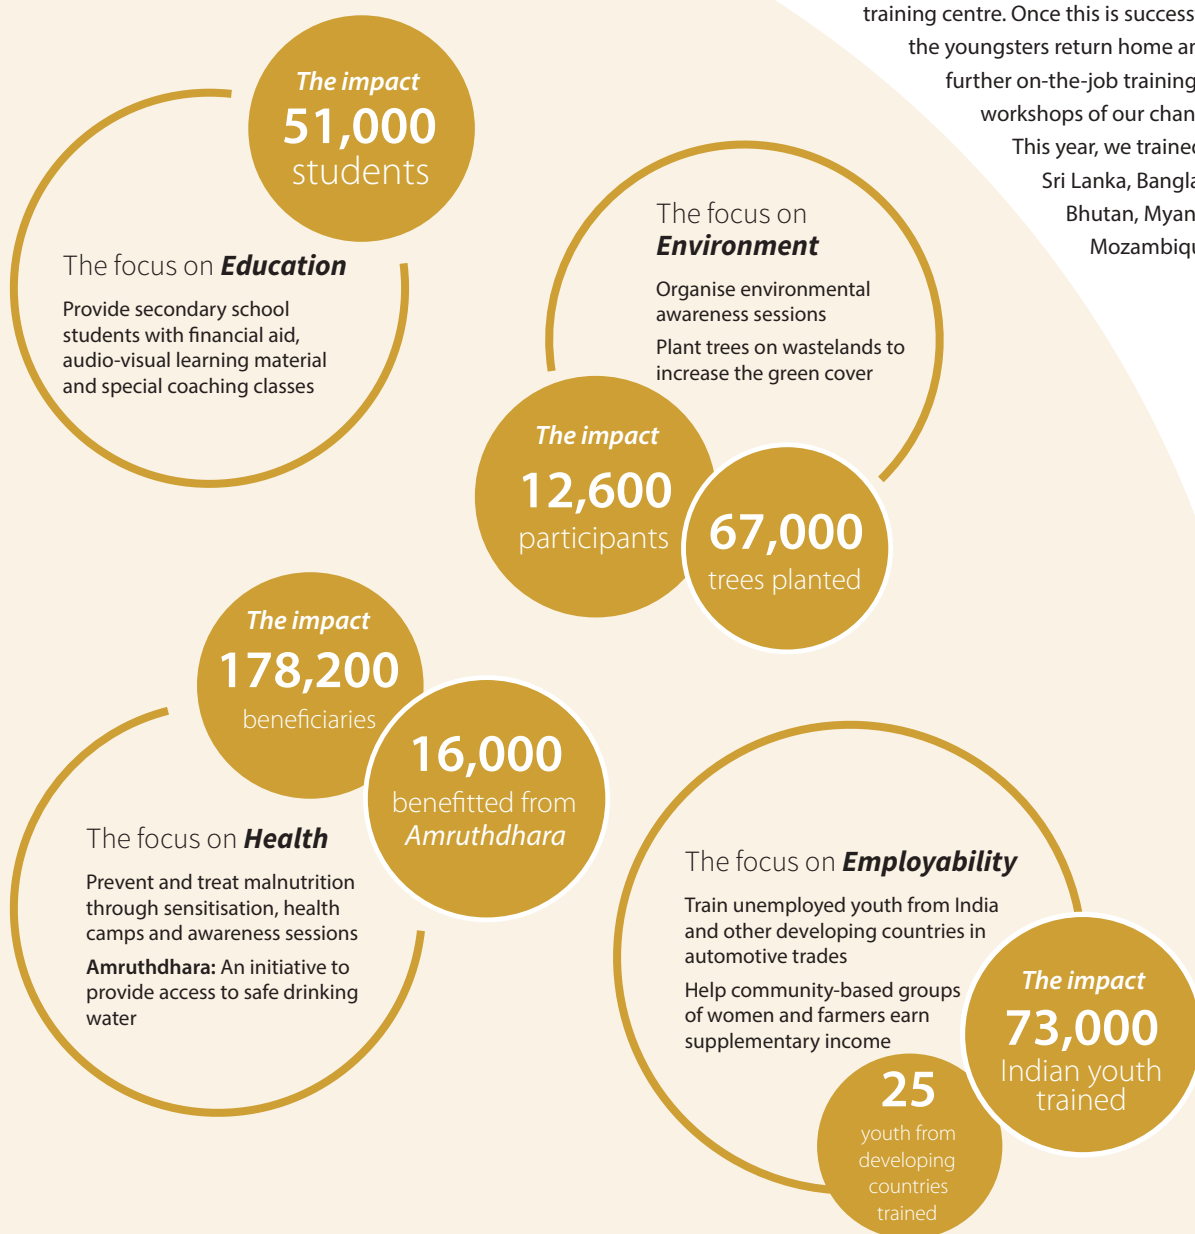 training centre. Once this is success
the youngsters return home an
further on-the-job training
workshops of our chan
This year, we trained
Sri Lanka, Bangla
Bhutan, Myan
Mozambiqu
The impact
51,000
students
The focus on Education
Provide secondary school
students with financial aid,
audio-visual learning material
and special coaching classes
The focus on
Environment
Organise environmental
awareness sessions
Plant trees on wastelands to
increase the green cover
The impact
12,600
participants
67,000
trees planted
The impact
178,200
beneficiaries
16,000
benefitted from
Amruthdhara
The focus on Health
Prevent and treat malnutrition
through sensitisation, health
camps and awareness sessions
Amruthdhara: An initiative to
provide access to safe drinking
water
The focus on Employability
Train unemployed youth from India
and other developing countries in
automotive trades
Help community-based groups
of women and farmers earn
supplementary income
The impact
73,000
Indian youth
trained
25
youth from
developing
countries
trained